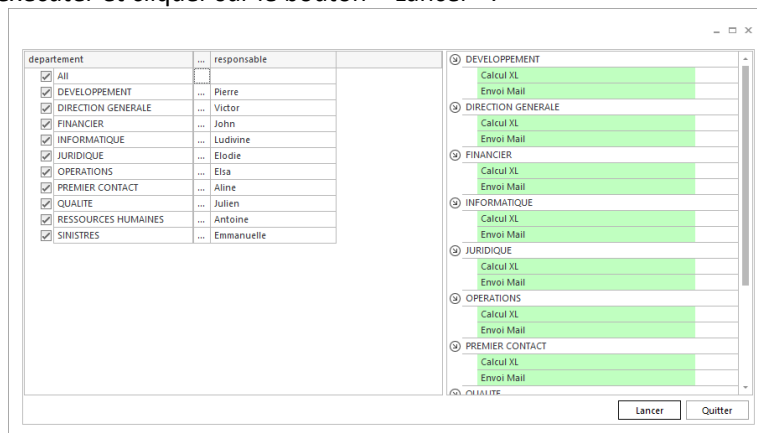 exécuter et cliquer sur le bouton « Lancer ».
departement ... responsable
All
DEVELOPPEMENT ... Pierre
DIRECTION GENERALE ... Victor
FINANCIER ... John
INFORMATIQUE ... Ludivine
JURIDIQUE ... Elodie
OPERATIONS ... Elsa
PREMIER CONTACT ... Aline
QUALITE ... Julien
RESSOURCES HUMAINES ... Antoine
SINISTRES ... Emmanuelle
DEVELOPPEMENT
Calcul XL
Envoi Mail
DIRECTION GENERALE
Calcul XL
Envoi Mail
FINANCIER
Calcul XL
Envoi Mail
INFORMATIQUE
Calcul XL
Envoi Mail
JURIDIQUE
Calcul XL
Envoi Mail
OPERATIONS
Calcul XL
Envoi Mail
PREMIER CONTACT
Calcul XL
Envoi Mail
QUALITE
Lancer Quitter